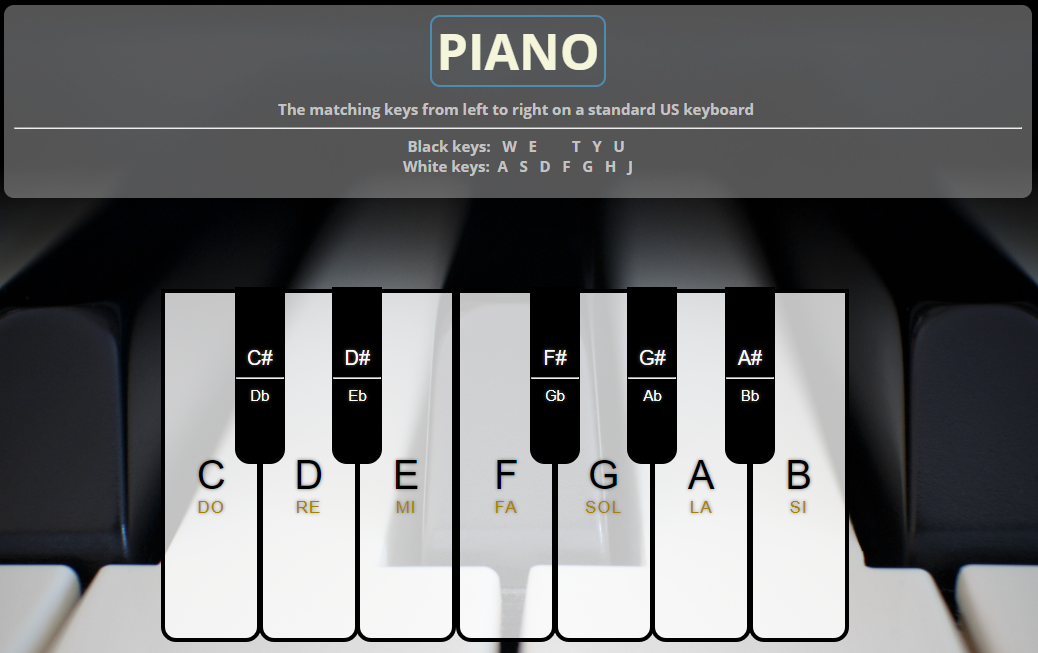 PIANO
The matching keys from left to right on a standard US keyboard
Black keys: W E T Y U
White keys: A S D F G H J
C# D# F# G# A#
Db Eb Gb Ab Bb
C D E F G A B
DO RE MI FA SOL LA SI